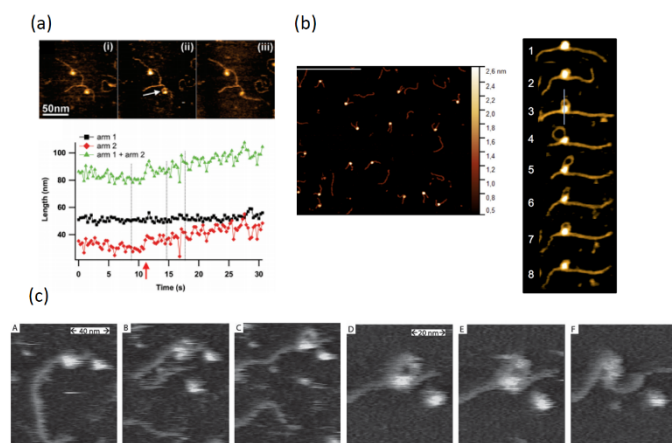 (a)
(i) (ii) (iii)
50nm
arm 1
arm 2
arm 1 + arm 2
Length (nm)
100
80
60
40
0 5 10 15 20 25 30
Time (s)
(b)
2,6 nm
2,4
2,2
2,0
1,8
1,6
1,4
1,2
1,0
0,8
0,5
1
2
3
4
5
6
7
8
(c)
A 40 nm B C D 20 nm E F